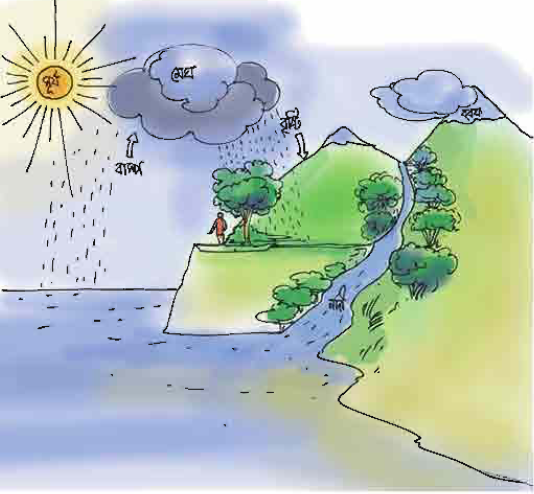 সূর্য
মেঘ
বরফ
বৃষ্টি
বাষ্প
নদী